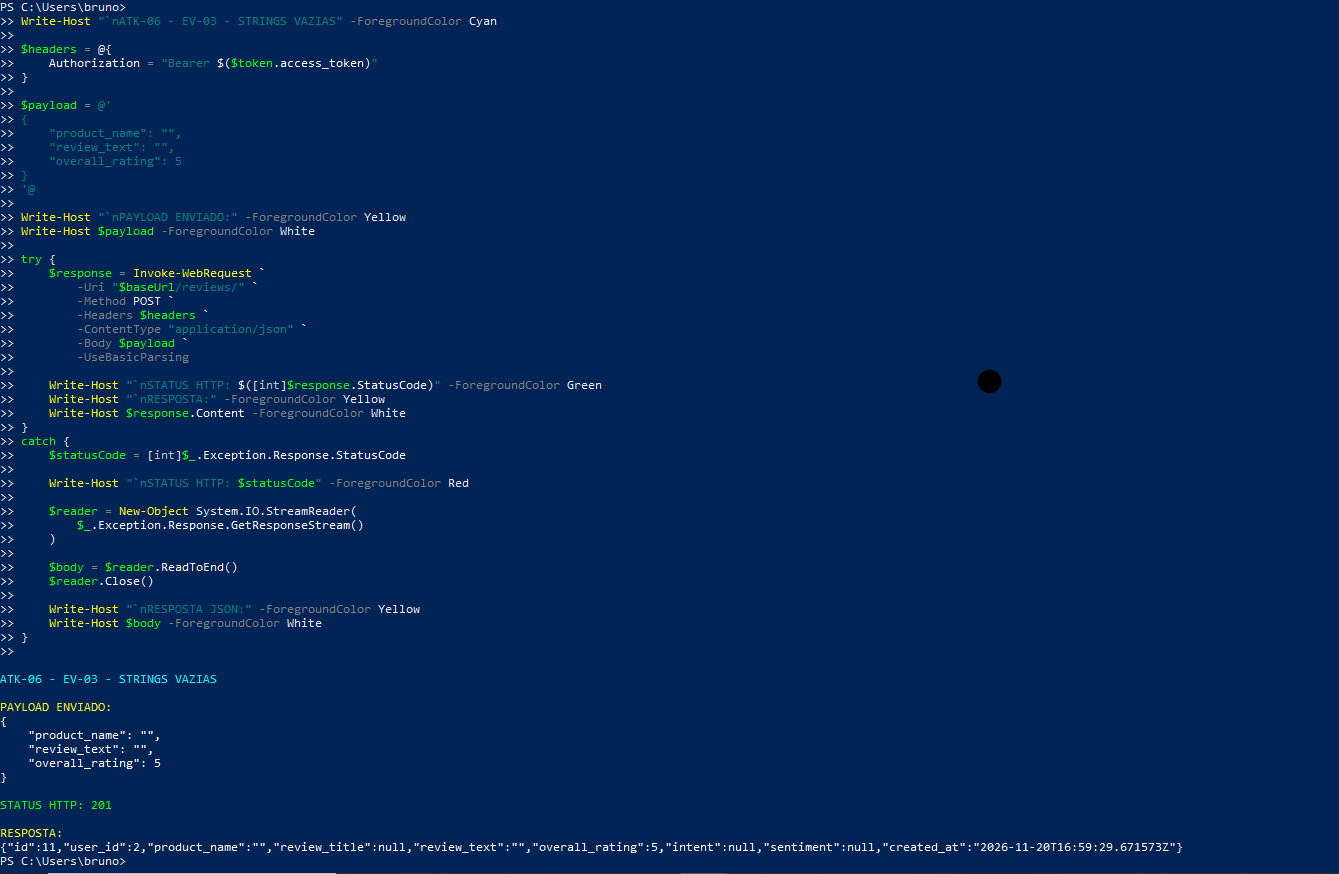 PS C:\Users\bruno>
>> Write-Host "`nATK-06 - EV-03 - STRINGS VAZIAS" -ForegroundColor Cyan
>>
>> $headers = @{
>>     Authorization = "Bearer $($token.access_token)"
>> }
>>
>> $payload = @'
>> {
>>     "product_name": "",
>>     "review_text": "",
>>     "overall_rating": 5
>> }
>> '@
>>
>> Write-Host "`nPAYLOAD ENVIADO:" -ForegroundColor Yellow
>> Write-Host $payload -ForegroundColor White
>>
>> try {
>>     $response = Invoke-WebRequest `
>>         -Uri "$baseUrl/reviews/" `
>>         -Method POST `
>>         -Headers $headers `
>>         -ContentType "application/json" `
>>         -Body $payload `
>>         -UseBasicParsing
>>
>>     Write-Host "`nSTATUS HTTP: $([int]$response.StatusCode)" -ForegroundColor Green
>>     Write-Host "`nRESPOSTA:" -ForegroundColor Yellow
>>     Write-Host $response.Content -ForegroundColor White
>> }
>> catch {
>>     $statusCode = [int]$_.Exception.Response.StatusCode
>>
>>     Write-Host "`nSTATUS HTTP: $statusCode" -ForegroundColor Red
>>
>>     $reader = New-Object System.IO.StreamReader(
>>         $_.Exception.Response.GetResponseStream()
>>     )
>>
>>     $body = $reader.ReadToEnd()
>>     $reader.Close()
>>
>>     Write-Host "`nRESPOSTA JSON:" -ForegroundColor Yellow
>>     Write-Host $body -ForegroundColor White
>> }
>>
ATK-06 - EV-03 - STRINGS VAZIAS
PAYLOAD ENVIADO:
{
    "product_name": "",
    "review_text": "",
    "overall_rating": 5
}
STATUS HTTP: 201
RESPOSTA:
{"id":11,"user_id":2,"product_name":"","review_title":null,"review_text":"","overall_rating":5,"intent":null,"sentiment":null,"created_at":"2026-11-20T16:59:29.671573Z"}
PS C:\Users\bruno>